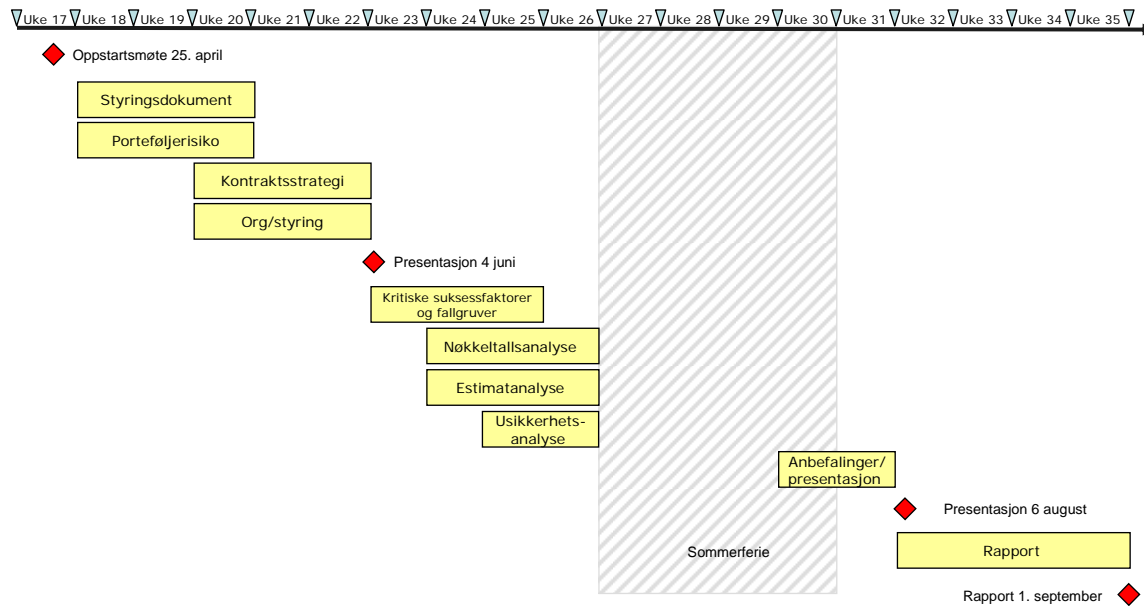 Uke 17 Uke 18 Uke 19 Uke 20 Uke 21 Uke 22 Uke 23 Uke 24 Uke 25 Uke 26 Uke 27 Uke 28 Uke 29 Uke 30 Uke 31 Uke 32 Uke 33 Uke 34 Uke 35
Oppstartsmøte 25. april
Styringsdokument
Porteføljerisiko
Kontraktsstrategi
Org/styring
Presentasjon 4 juni
Kritiske suksessfaktorer
og fallgruver
Nøkkeltallsanalyse
Estimatanalyse
Usikkerhets-
analyse
Anbefalinger/
presentasjon
Presentasjon 6 august
Sommerferie
Rapport
Rapport 1. september